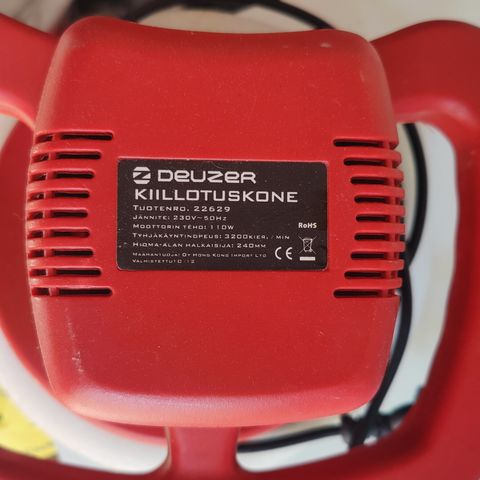 DEUZER
KIILLOTUSKONE
TUOTENRO. 22629
JÄNNITE: 230V~50HZ
MOOTTORIN TEHO: 110W
TYHJÄKÄYNTINOPEUS: 3200KIER. / MIN
HIOMA-ALAN HALKAISIJA: 240MM
MAAHANTUOJA: OY HONG KONG IMPORT LTD
VALMISTETTU
RoHS
CE